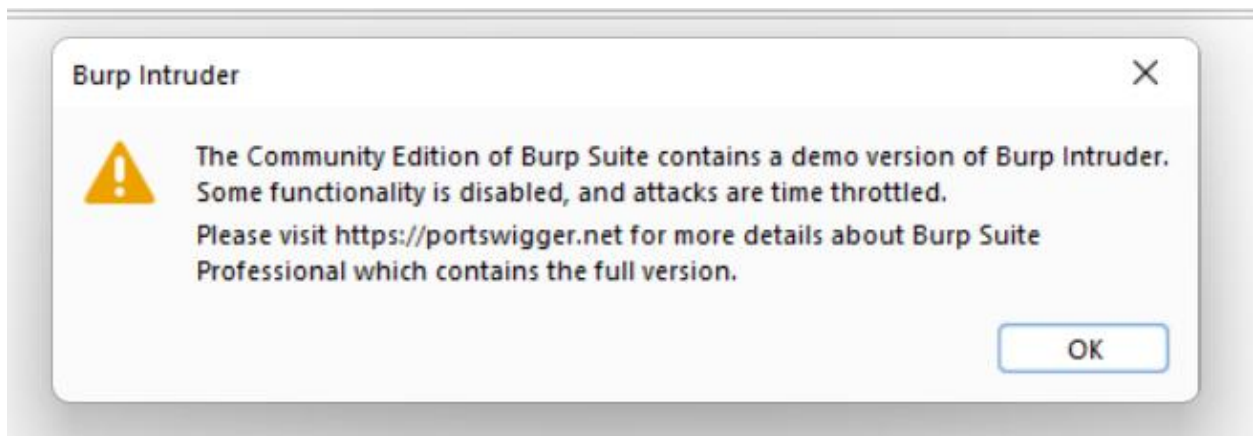 Burp Intruder
The Community Edition of Burp Suite contains a demo version of Burp Intruder.
Some functionality is disabled, and attacks are time throttled.
Please visit https://portswigger.net for more details about Burp Suite
Professional which contains the full version.
OK